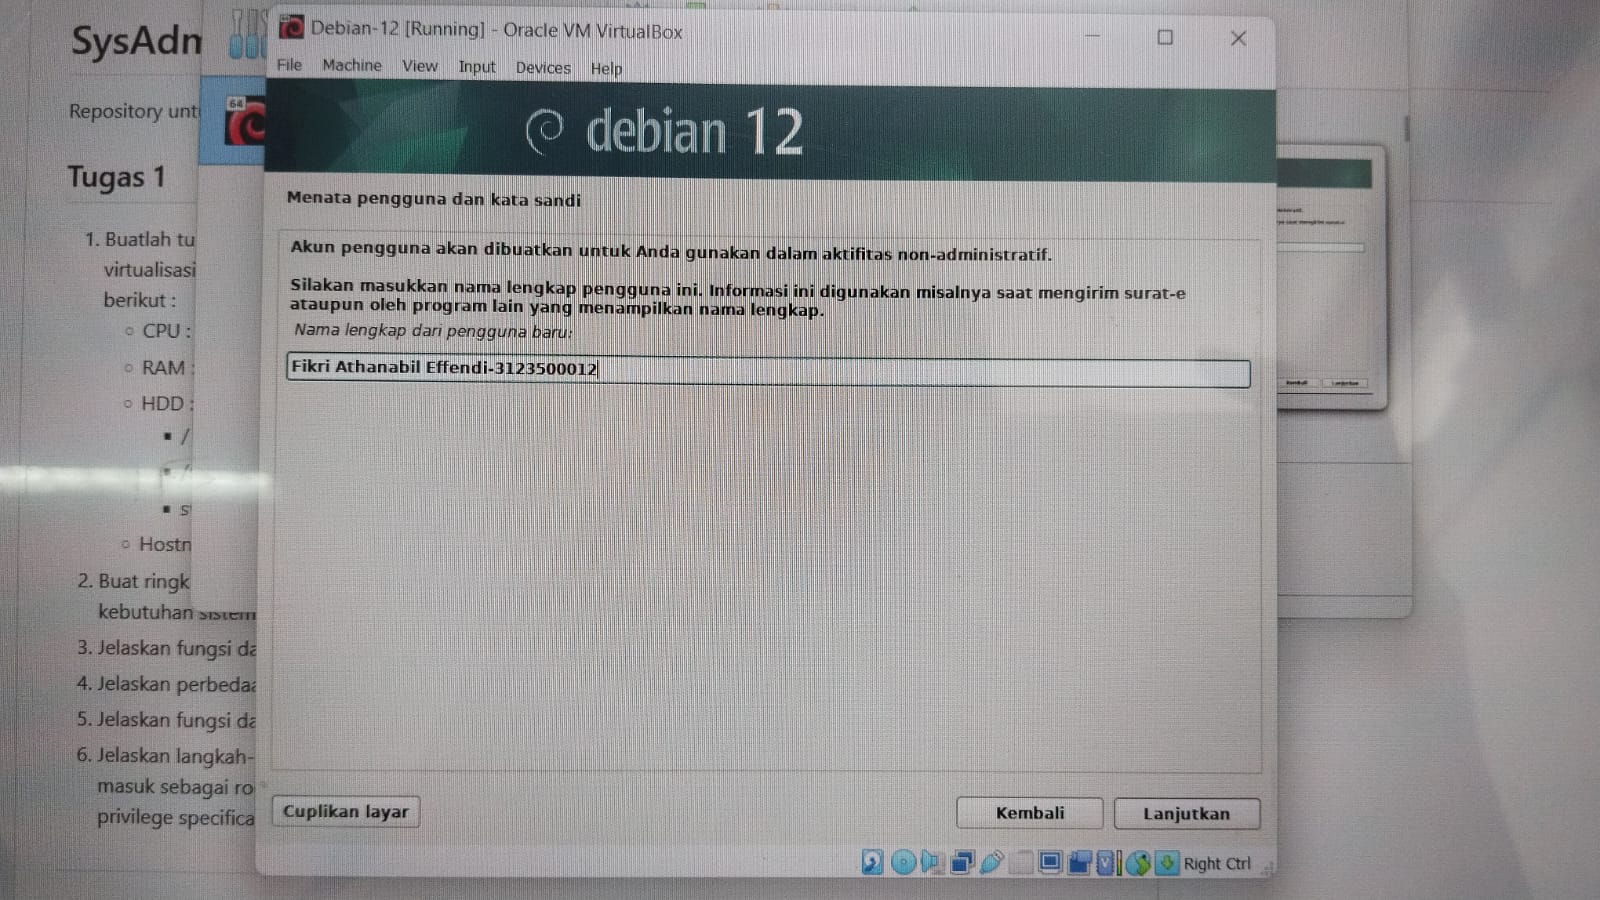 SysAdm
Repository unt
Tugas 1
1. Buatlah tu
virtualisasi
berikut :
CPU :
RAM :
HDD :
/
/
s
Hostn
2. Buat ringk
kebutuhan sistem
3. Jelaskan fungsi da
4. Jelaskan perbedaa
5. Jelaskan fungsi da
6. Jelaskan langkah-
masuk sebagai ro
privilege specifica
64
Debian-12 [Running] - Oracle VM VirtualBox
File Machine View Input Devices Help
debian 12
Menata pengguna dan kata sandi
Akun pengguna akan dibuatkan untuk Anda gunakan dalam aktifitas non-administratif.
Silakan masukkan nama lengkap pengguna ini. Informasi ini digunakan misalnya saat mengirim surat-e
ataupun oleh program lain yang menampilkan nama lengkap.
Nama lengkap dari pengguna baru:
Fikri Athanabil Effendi-3123500012
Cuplikan layar
Kembali
Lanjutkan
Right Ctrl
Kembali
Lanjutkan